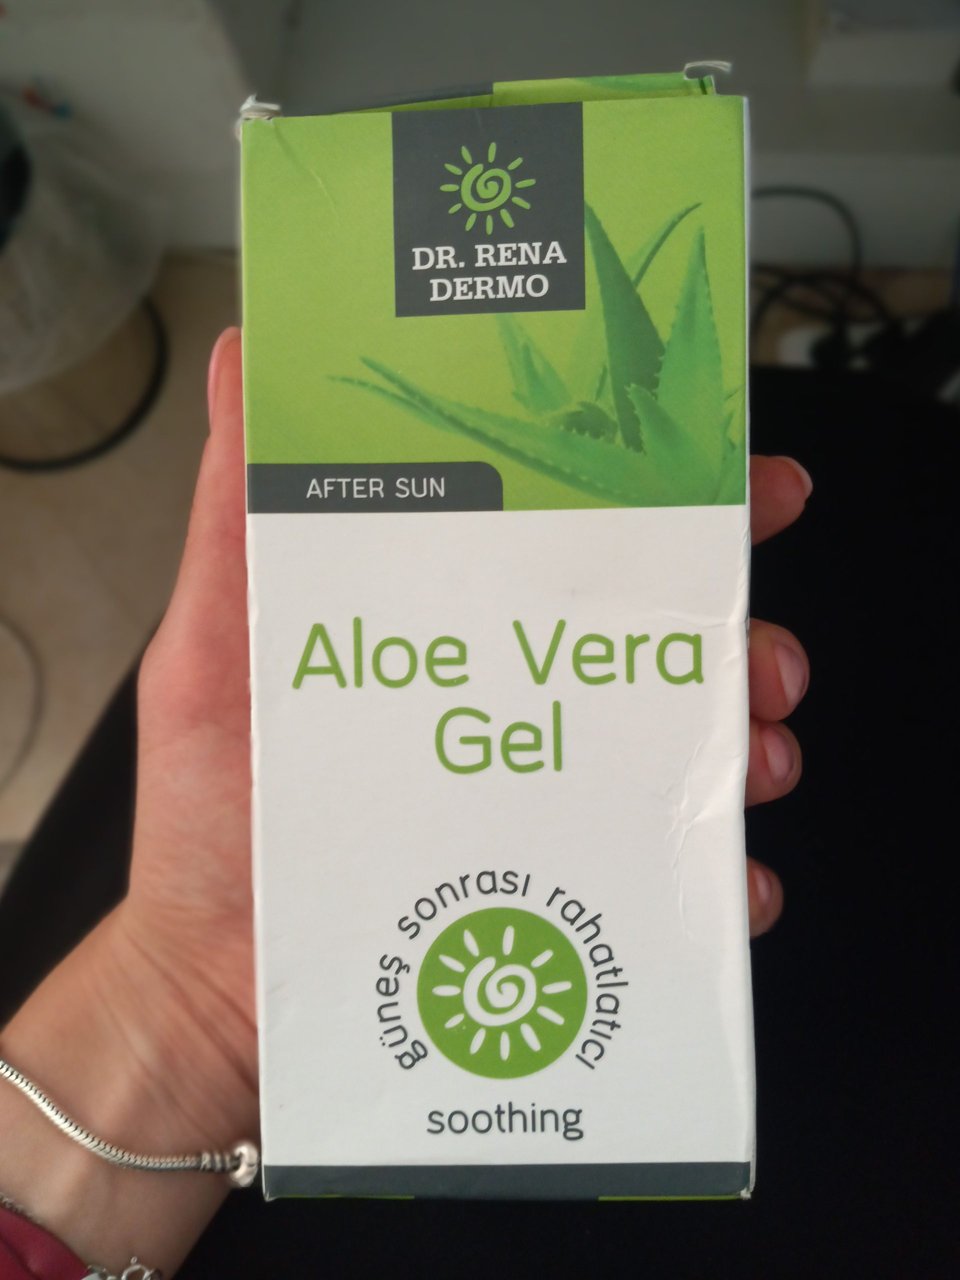 DR. RENA
DERMO
AFTER SUN
Aloe Vera
Gel
güneş sonrası rahatlatıcı
soothing